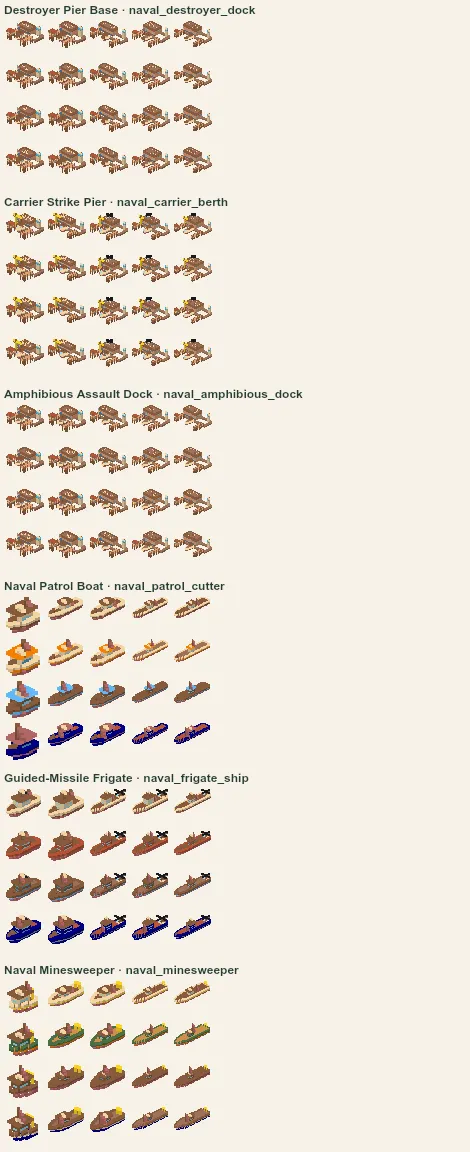 Destroyer Pier Base · naval_destroyer_dock
Carrier Strike Pier · naval_carrier_berth
Amphibious Assault Dock · naval_amphibious_dock
Naval Patrol Boat · naval_patrol_cutter
Guided-Missile Frigate · naval_frigate_ship
Naval Minesweeper · naval_minesweeper